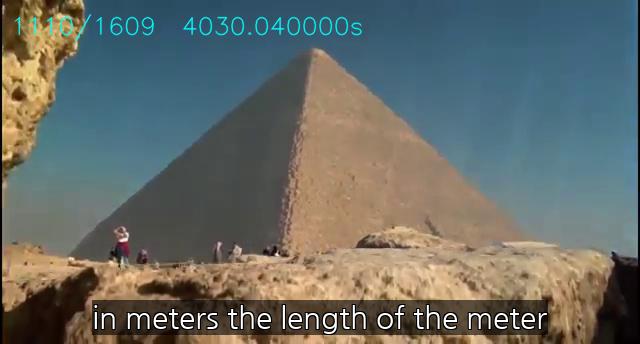 1110/1609 4030.040000s
in meters the length of the meter